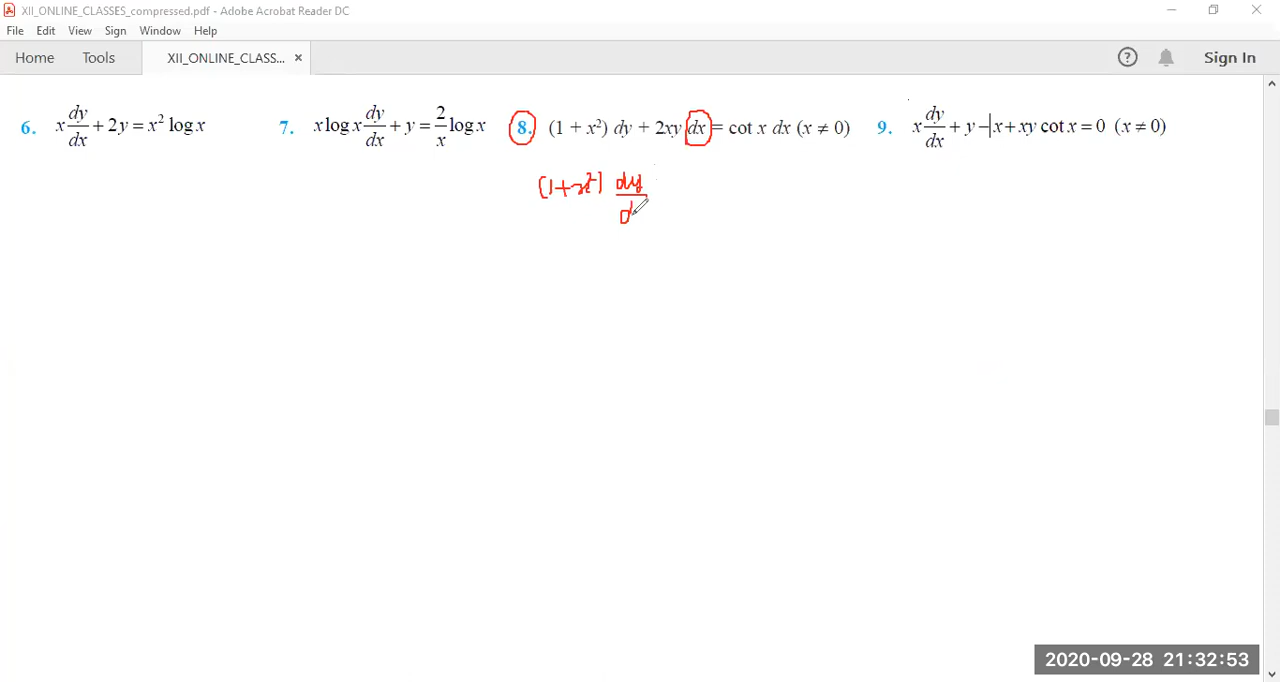 XII_ONLINE_CLASSES_compressed.pdf - Adobe Acrobat Reader DC
File Edit View Sign Window Help
Home Tools XII_ONLINE_CLASS... × ? Sign In
6. x dy/dx + 2y = x² log x
7. x log x dy/dx + y = 2/x log x
8. (1 + x²) dy + 2xy dx = cot x dx (x ≠ 0)
9. x dy/dx + y – x + xy cot x = 0 (x ≠ 0)
(1+x²) dy/d
2020-09-28 21:32:53